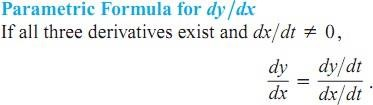 Parametric Formula for dy/dx
If all three derivatives exist and dx/dt ≠ 0,
dy/dx = (dy/dt)/(dx/dt).